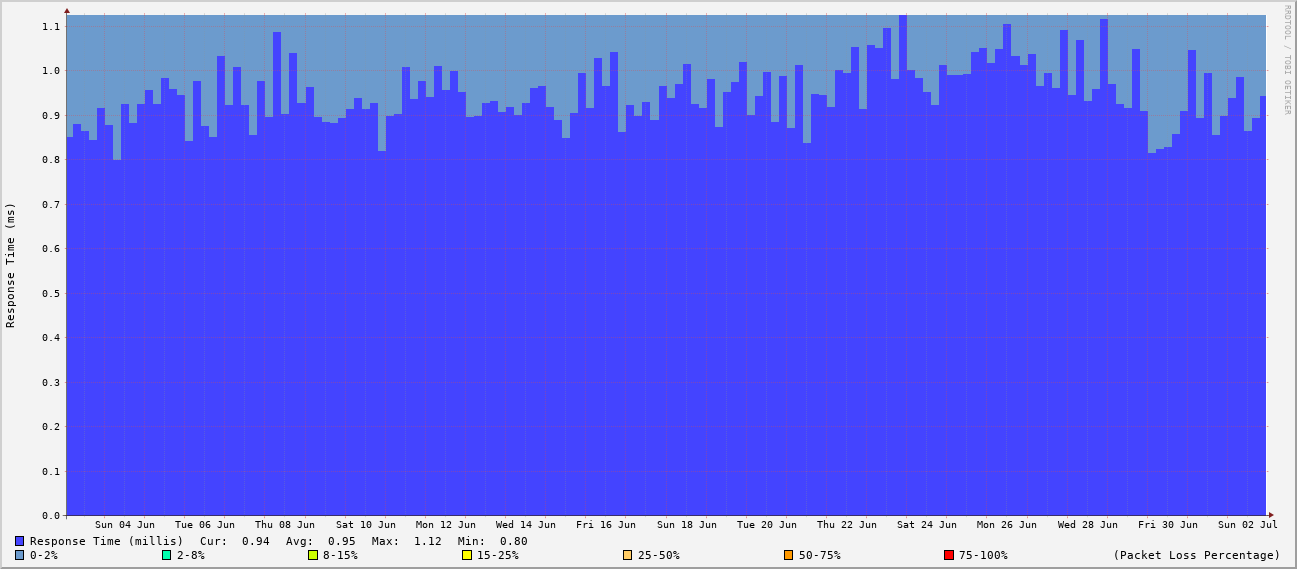 RRDTOOL / TOBI OETIKER
Response Time (ms)
1.1
1.0
0.9
0.8
0.7
0.6
0.5
0.4
0.3
0.2
0.1
0.0
Sun 04 Jun Tue 06 Jun Thu 08 Jun Sat 10 Jun Mon 12 Jun Wed 14 Jun Fri 16 Jun Sun 18 Jun Tue 20 Jun Thu 22 Jun Sat 24 Jun Mon 26 Jun Wed 28 Jun Fri 30 Jun Sun 02 Jul
Response Time (millis) Cur: 0.94 Avg: 0.95 Max: 1.12 Min: 0.80
0-2% 2-8% 8-15% 15-25% 25-50% 50-75% 75-100% (Packet Loss Percentage)